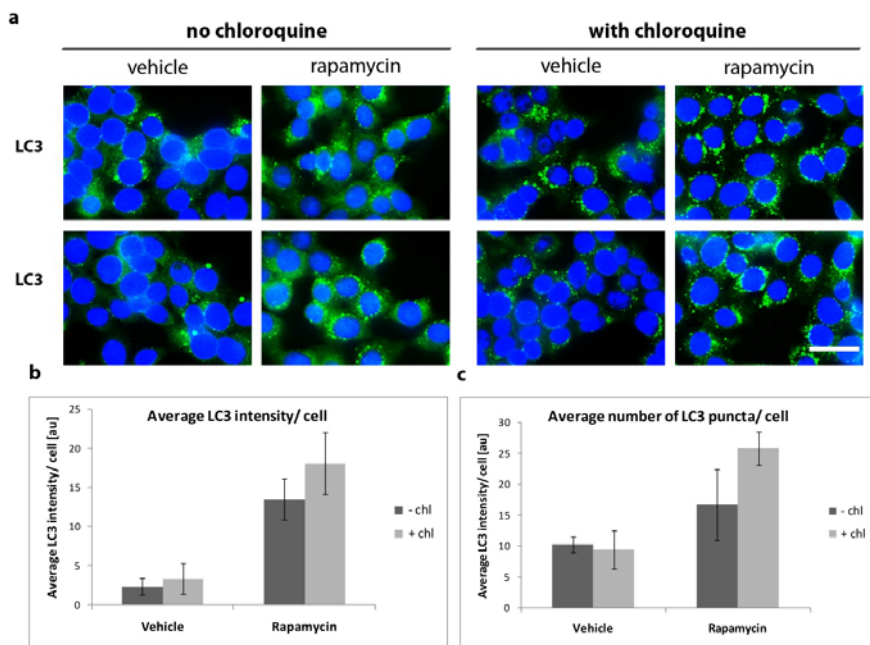 a
no chloroquine
with chloroquine
vehicle
rapamycin
vehicle
rapamycin
LC3
LC3
b
Average LC3 intensity/ cell
Average LC3 intensity/ cell [au]
25
20
15
10
5
0
Vehicle
Rapamycin
- chl
+ chl
c
Average number of LC3 puncta/ cell
Average LC3 intensity/ cell [au]
30
25
20
15
10
5
0
Vehicle
Rapamycin
- chl
+ chl